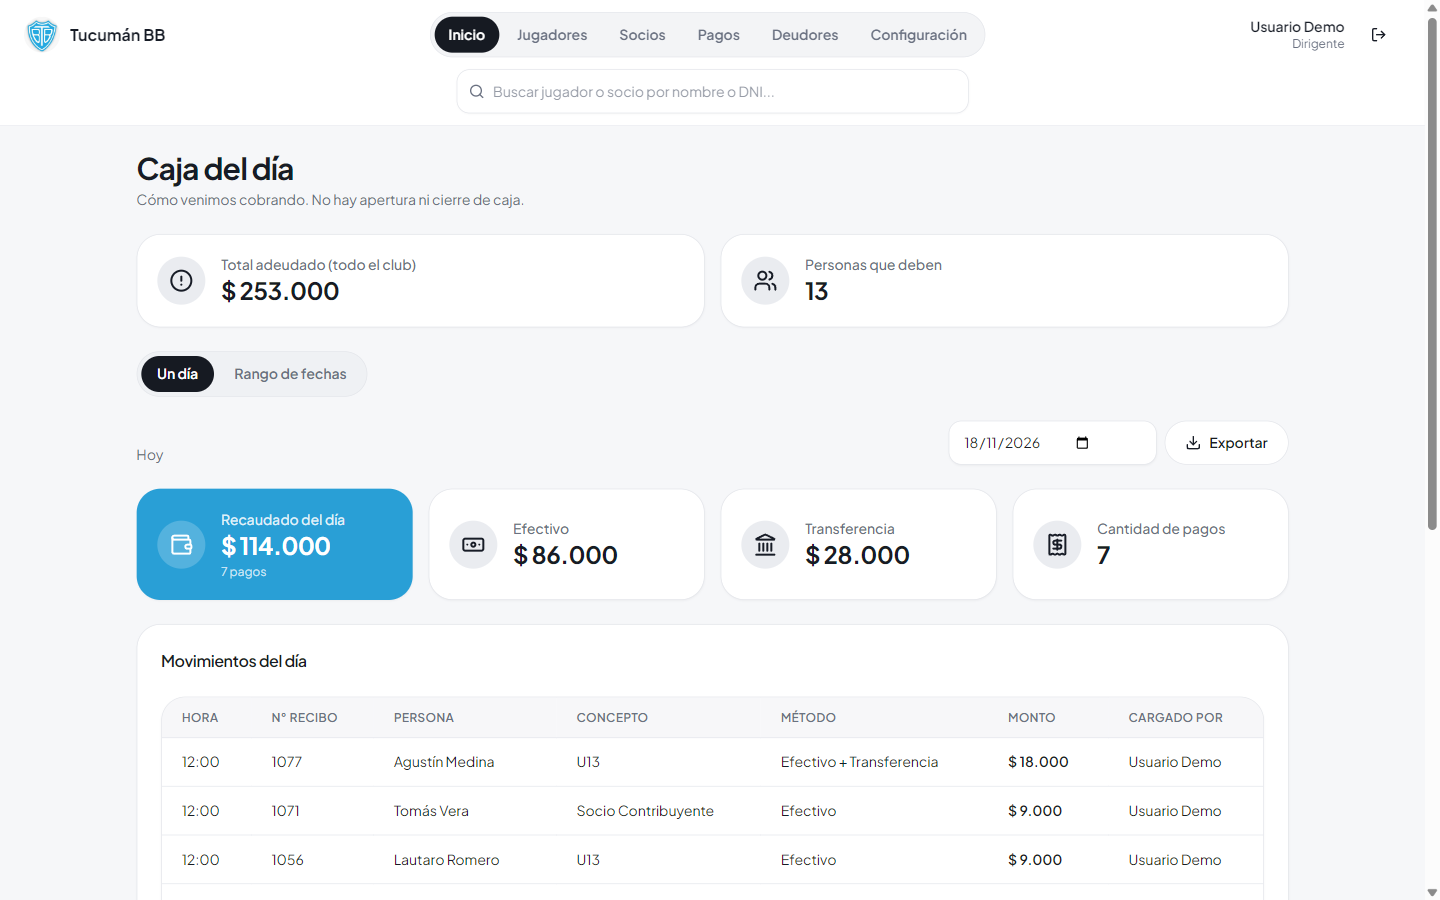 Tucumán BB
Inicio
Jugadores
Socios
Pagos
Deudores
Configuración
Usuario Demo
Dirigente
Buscar jugador o socio por nombre o DNI...
Caja del día
Cómo venimos cobrando. No hay apertura ni cierre de caja.
Total adeudado (todo el club)
$ 253.000
Personas que deben
13
Un día
Rango de fechas
Hoy
18/11/2026
Exportar
Recaudado del día
$ 114.000
7 pagos
Efectivo
$ 86.000
Transferencia
$ 28.000
Cantidad de pagos
7
Movimientos del día
HORA N° RECIBO PERSONA CONCEPTO MÉTODO MONTO CARGADO POR
12:00 1077 Agustín Medina U13 Efectivo + Transferencia $ 18.000 Usuario Demo
12:00 1071 Tomás Vera Socio Contribuyente Efectivo $ 9.000 Usuario Demo
12:00 1056 Lautaro Romero U13 Efectivo $ 9.000 Usuario Demo